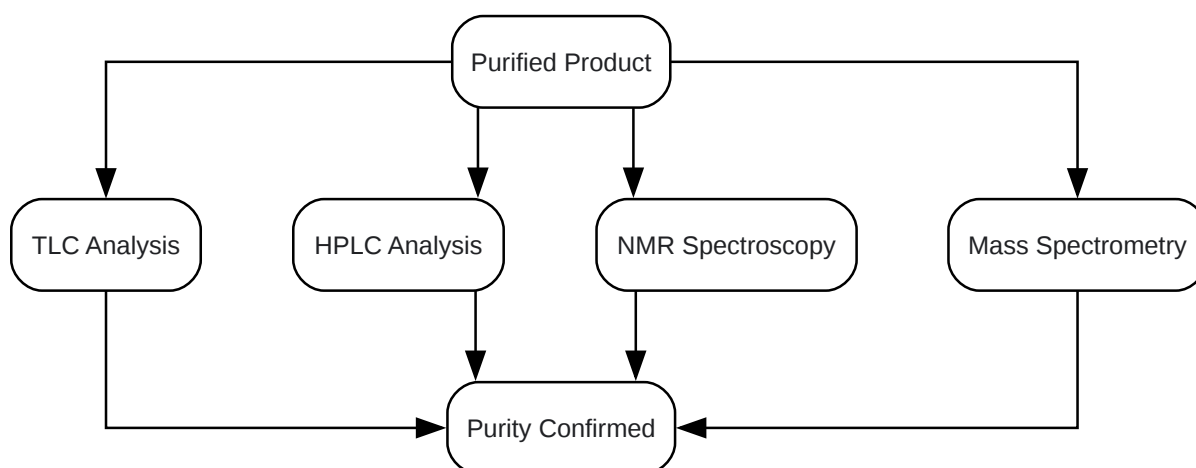 Purified Product
TLC Analysis
HPLC Analysis
NMR Spectroscopy
Mass Spectrometry
Purity Confirmed